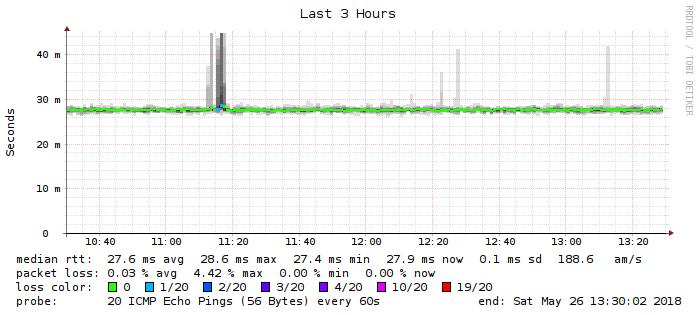 Last 3 Hours
RRDTOOL / TOBI OETIKER
Seconds
40 m
30 m
20 m
10 m
0
10:40 11:00 11:20 11:40 12:00 12:20 12:40 13:00 13:20
median rtt: 27.6 ms avg 28.6 ms max 27.4 ms min 27.9 ms now 0.1 ms sd 188.6 am/s
packet loss: 0.03 % avg 4.42 % max 0.00 % min 0.00 % now
loss color: 0 1/20 2/20 3/20 4/20 10/20 19/20
probe: 20 ICMP Echo Pings (56 Bytes) every 60s end: Sat May 26 13:30:02 2018